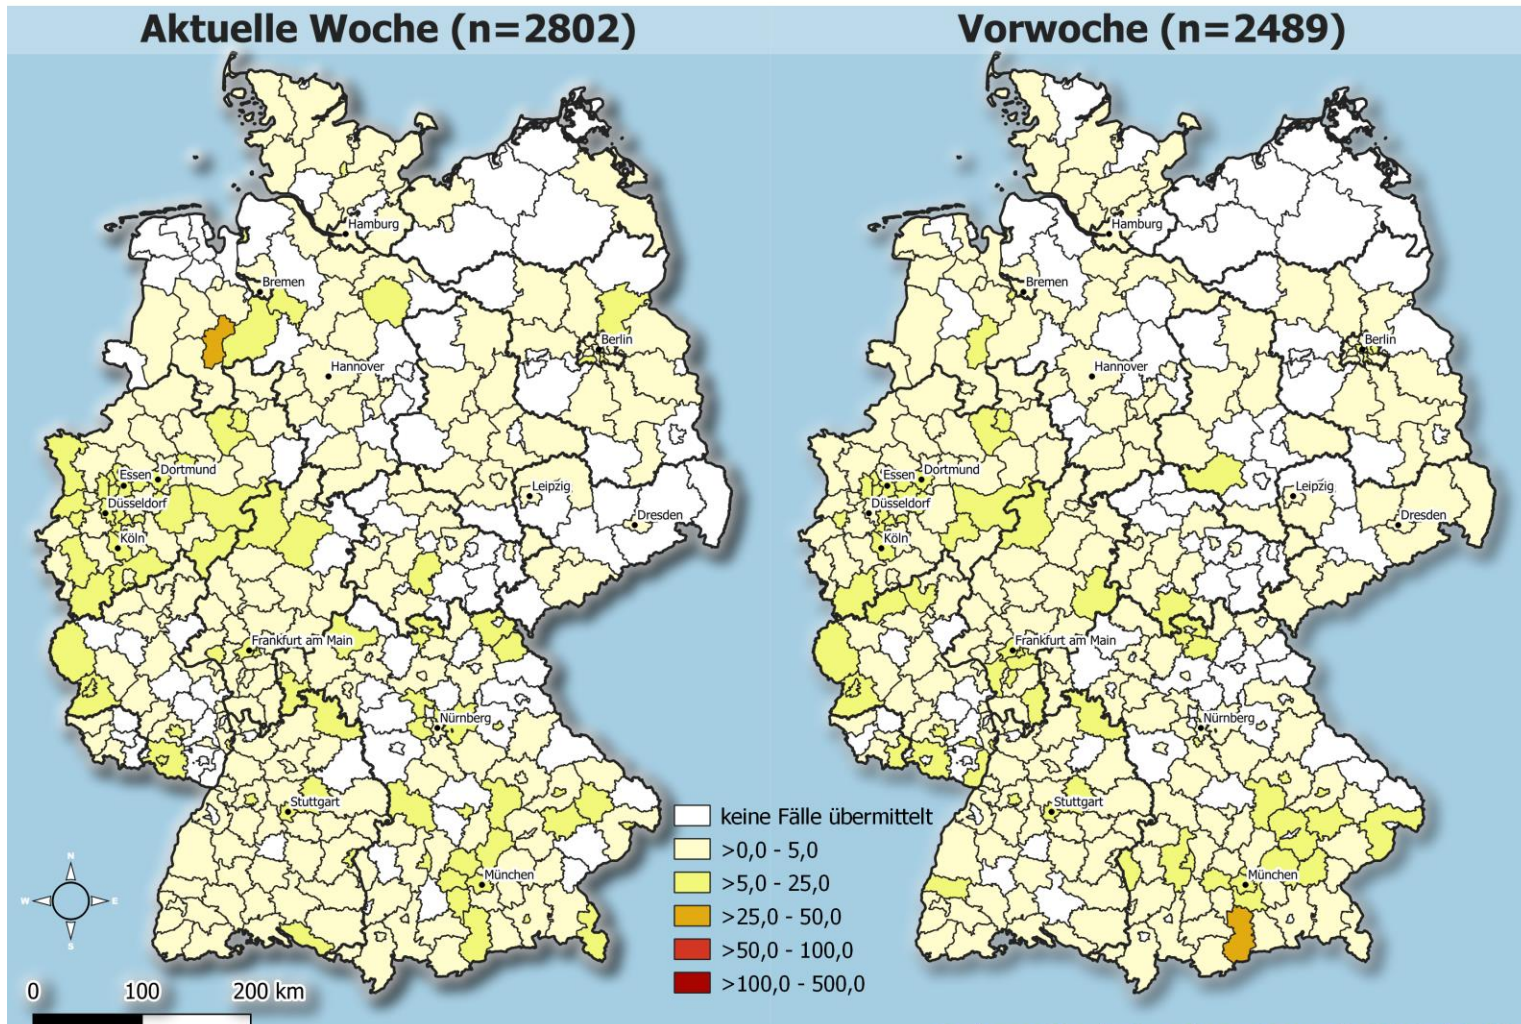 Aktuelle Woche (n=2802)
Vorwoche (n=2489)
Hamburg
Bremen
Berlin
Hannover
Essen
Dortmund
Düsseldorf
Köln
Leipzig
Dresden
Frankfurt am Main
Nürnberg
Stuttgart
München
Hamburg
Bremen
Berlin
Hannover
Essen
Dortmund
Düsseldorf
Köln
Leipzig
Dresden
Frankfurt am Main
Nürnberg
Stuttgart
München
keine Fälle übermittelt
>0,0 - 5,0
>5,0 - 25,0
>25,0 - 50,0
>50,0 - 100,0
>100,0 - 500,0
N
W
E
S
0 100 200 km